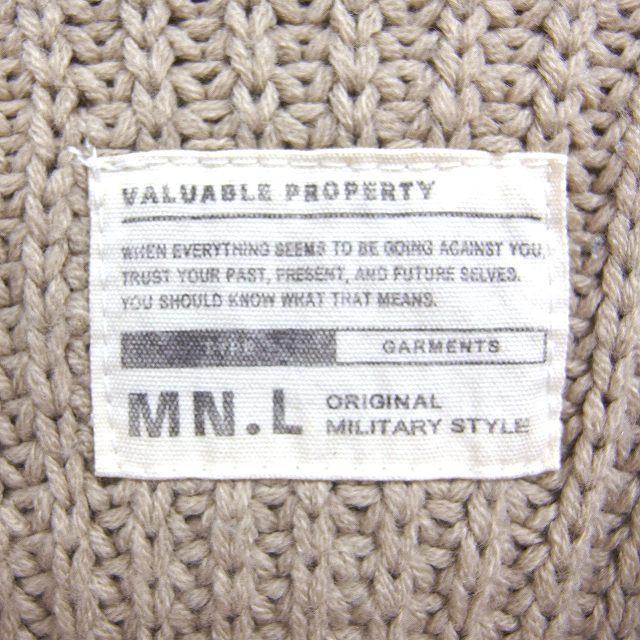 VALUABLE PROPERTY
WHEN EVERYTHING SEEMS TO BE GOING AGAINST YOU,
TRUST YOUR PAST, PRESENT, AND FUTURE SELVES.
YOU SHOULD KNOW WHAT THAT MEANS.
GARMENTS
MN.L ORIGINAL
MILITARY STYLE